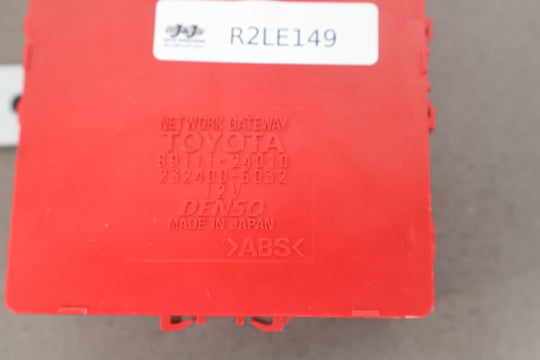 J&J
R2LE149
NETWORK GATEWAY
TOYOTA
89111-24010
232400-5032
12V
DENSO
MADE IN JAPAN
>ABS<